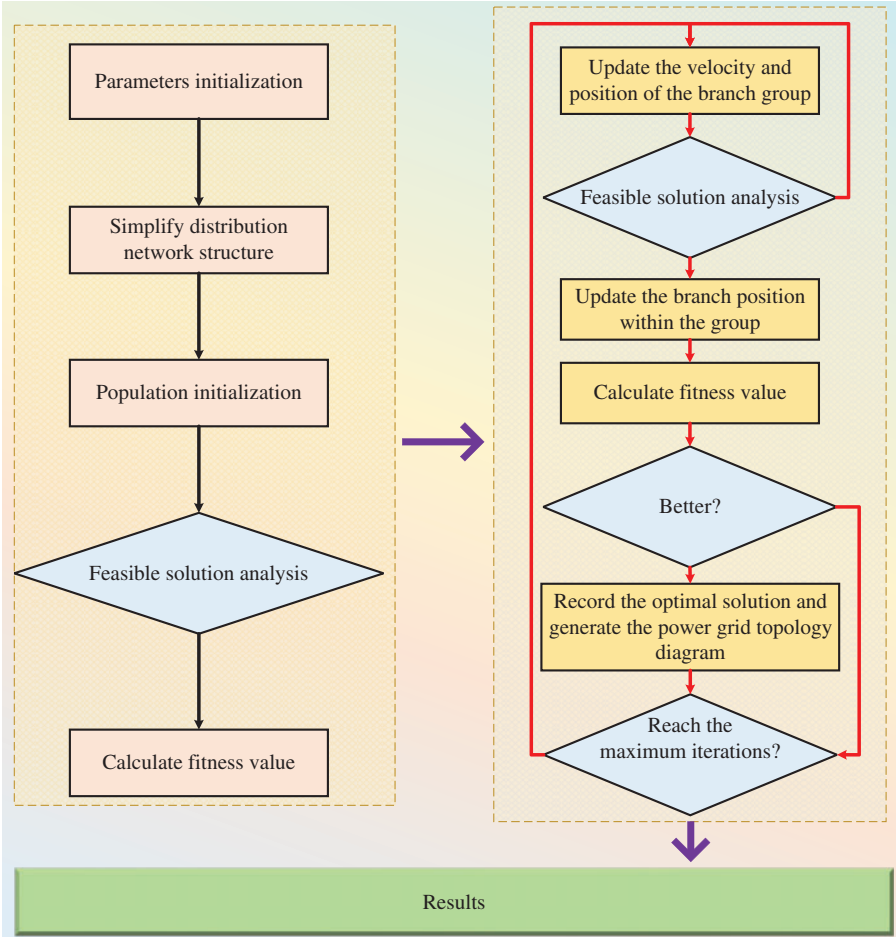 Parameters initialization
Simplify distribution
network structure
Population initialization
Feasible solution analysis
Calculate fitness value
Update the velocity and
position of the branch group
Feasible solution analysis
Update the branch position
within the group
Calculate fitness value
Better?
Record the optimal solution and
generate the power grid topology
diagram
Reach the
maximum iterations?
Results